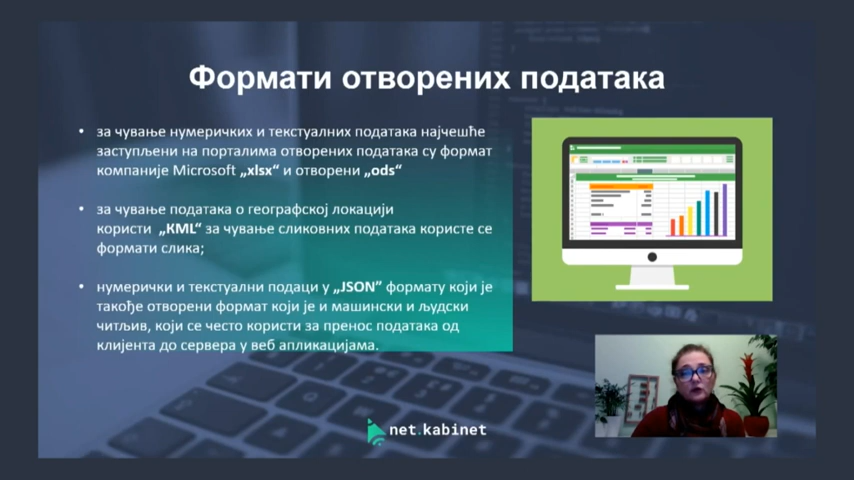 Формати отворених података
• за чување нумеричких и текстуалних података најчешће
заступљени на порталима отворених података су формат
компаније Microsoft „xlsx“ и отворени „ods“
• за чување података о географској локацији
користи „KML“ за чување сликовних података користе се
формати слика;
• нумерички и текстуални подаци у „JSON” формату који је
такође отворени формат који је и машински и људски
читљив, који се често користи за пренос података од
клијента до сервера у веб апликацијама.
net.kabinet